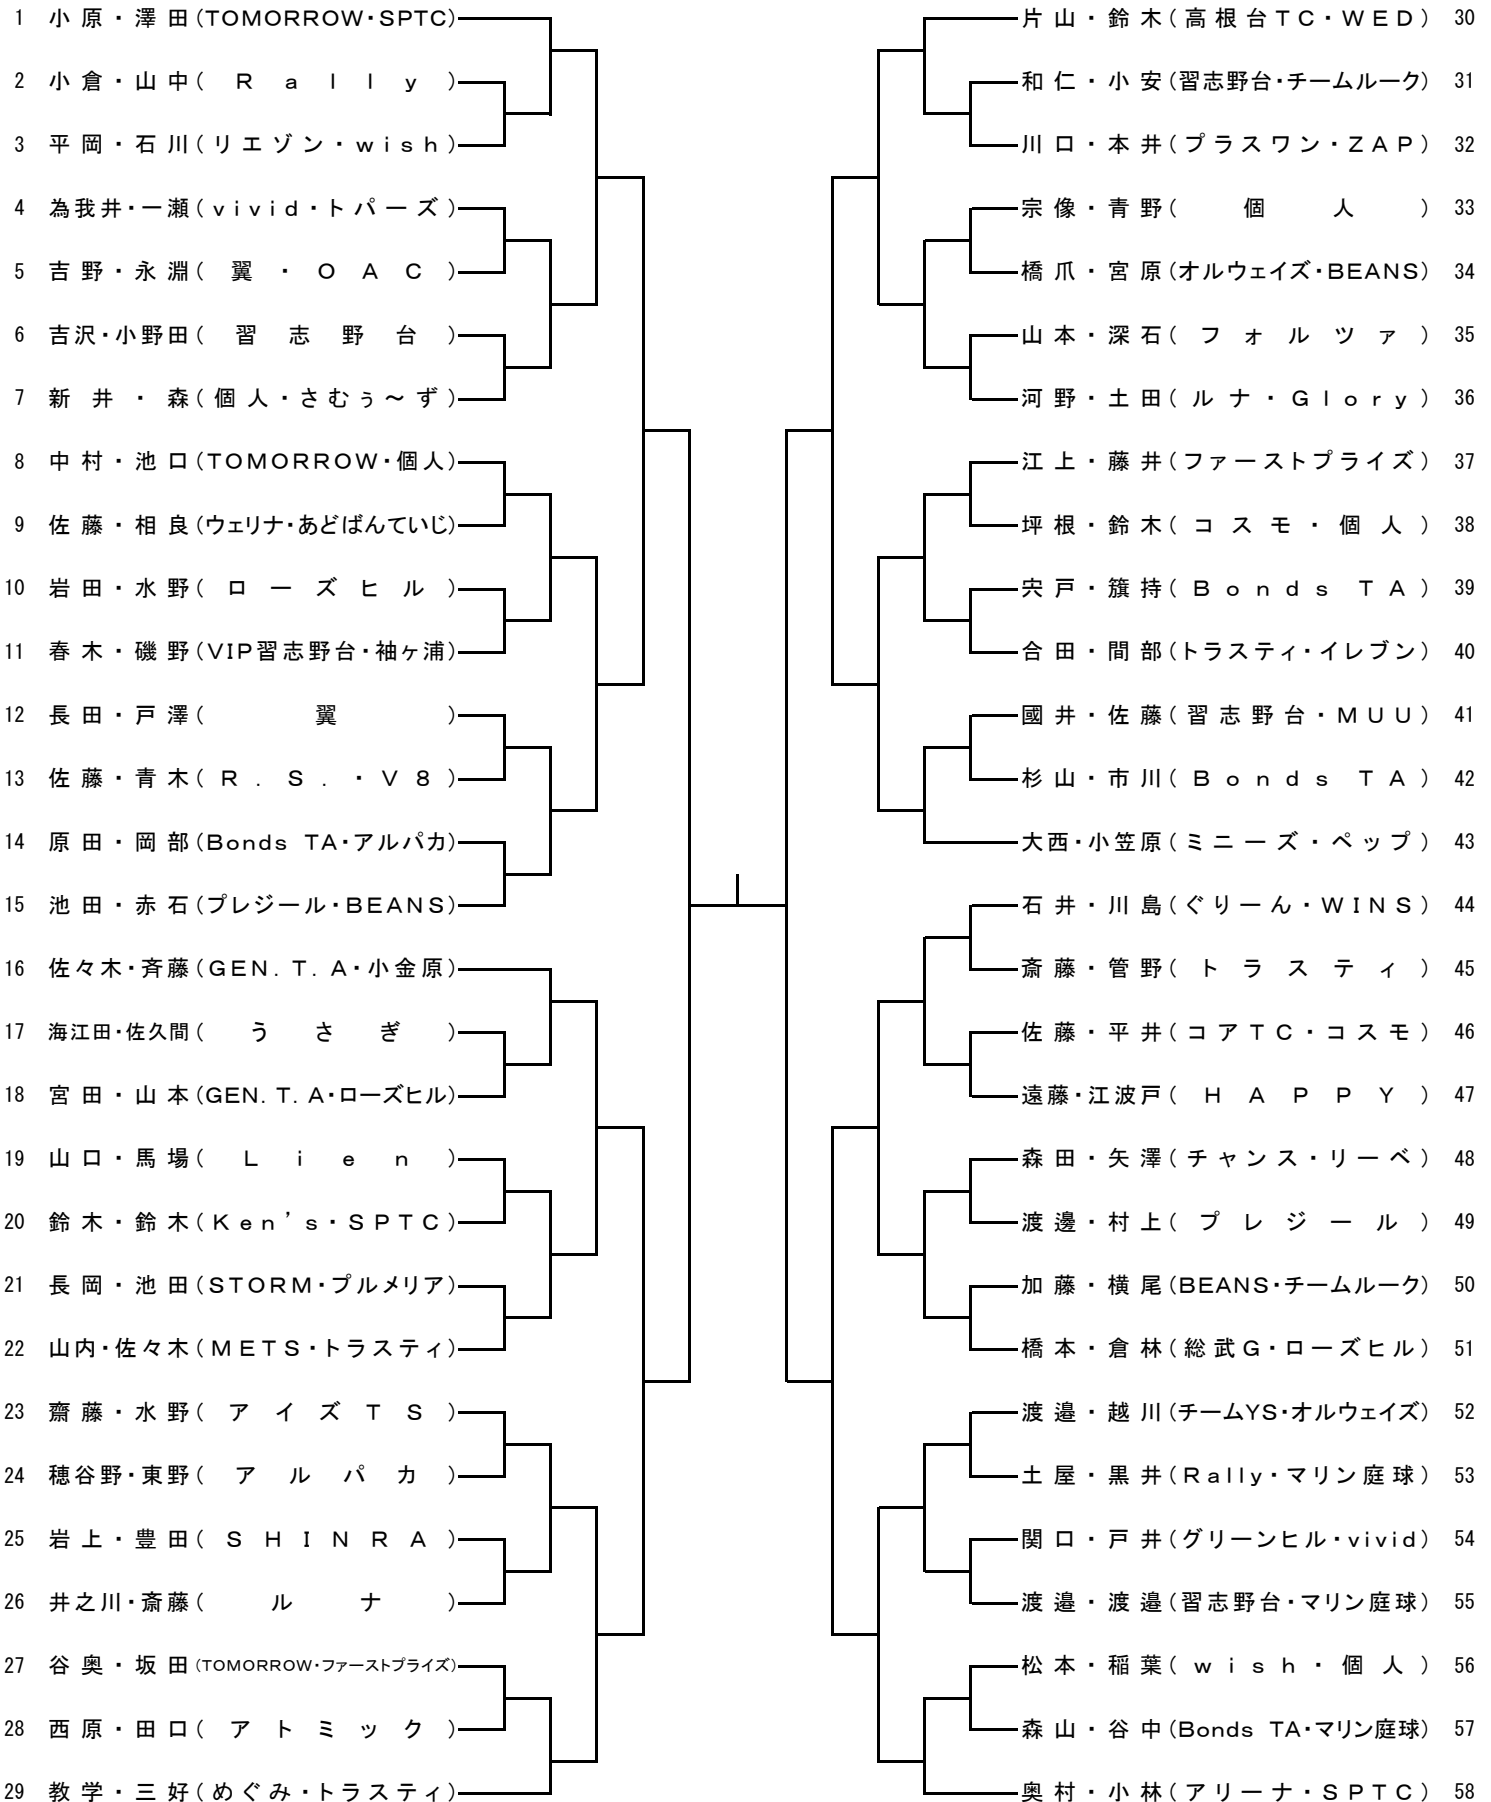 1 小原・澤田(TOMORROW・SPTC)
2 小倉・山中(Rally)
3 平岡・石川(リエゾン・wish)
4 為我井・一瀬(vivid・トパーズ)
5 吉野・永淵(翼・OAC)
6 吉沢・小野田(習志野台)
7 新井・森(個人・さむぅ～ず)
8 中村・池口(TOMORROW・個人)
9 佐藤・相良(ウェリナ・あどばんていじ)
10 岩田・水野(ローズヒル)
11 春木・磯野(VIP習志野台・袖ヶ浦)
12 長田・戸澤(翼)
13 佐藤・青木(R.S.・V8)
14 原田・岡部(Bonds TA・アルパカ)
15 池田・赤石(プレジール・BEANS)
16 佐々木・斉藤(GEN.T.A・小金原)
17 海江田・佐久間(うさぎ)
18 宮田・山本(GEN.T.A・ローズヒル)
19 山口・馬場(Lien)
20 鈴木・鈴木(Ken's・SPTC)
21 長岡・池田(STORM・プルメリア)
22 山内・佐々木(METS・トラスティ)
23 齋藤・水野(アイズTS)
24 穂谷野・東野(アルパカ)
25 岩上・豊田(SHINRA)
26 井之川・斎藤(ルナ)
27 谷奥・坂田(TOMORROW・ファーストプライズ)
28 西原・田口(アトミック)
29 教学・三好(めぐみ・トラスティ)
片山・鈴木(高根台TC・WED) 30
和仁・小安(習志野台・チームルーク) 31
川口・本井(プラスワン・ZAP) 32
宗像・青野(個人) 33
橋爪・宮原(オルウェイズ・BEANS) 34
山本・深石(フォルツァ) 35
河野・土田(ルナ・Glory) 36
江上・藤井(ファーストプライズ) 37
坪根・鈴木(コスモ・個人) 38
宍戸・籏持(Bonds TA) 39
合田・間部(トラスティ・イレブン) 40
國井・佐藤(習志野台・MUU) 41
杉山・市川(Bonds TA) 42
大西・小笠原(ミニーズ・ペップ) 43
石井・川島(ぐりーん・WINS) 44
斎藤・管野(トラスティ) 45
佐藤・平井(コアTC・コスモ) 46
遠藤・江波戸(HAPPY) 47
森田・矢澤(チャンス・リーベ) 48
渡邊・村上(プレジール) 49
加藤・横尾(BEANS・チームルーク) 50
橋本・倉林(総武G・ローズヒル) 51
渡邉・越川(チームYS・オルウェイズ) 52
土屋・黒井(Rally・マリン庭球) 53
関口・戸井(グリーンヒル・vivid) 54
渡邉・渡邉(習志野台・マリン庭球) 55
松本・稲葉(wish・個人) 56
森山・谷中(Bonds TA・マリン庭球) 57
奥村・小林(アリーナ・SPTC) 58